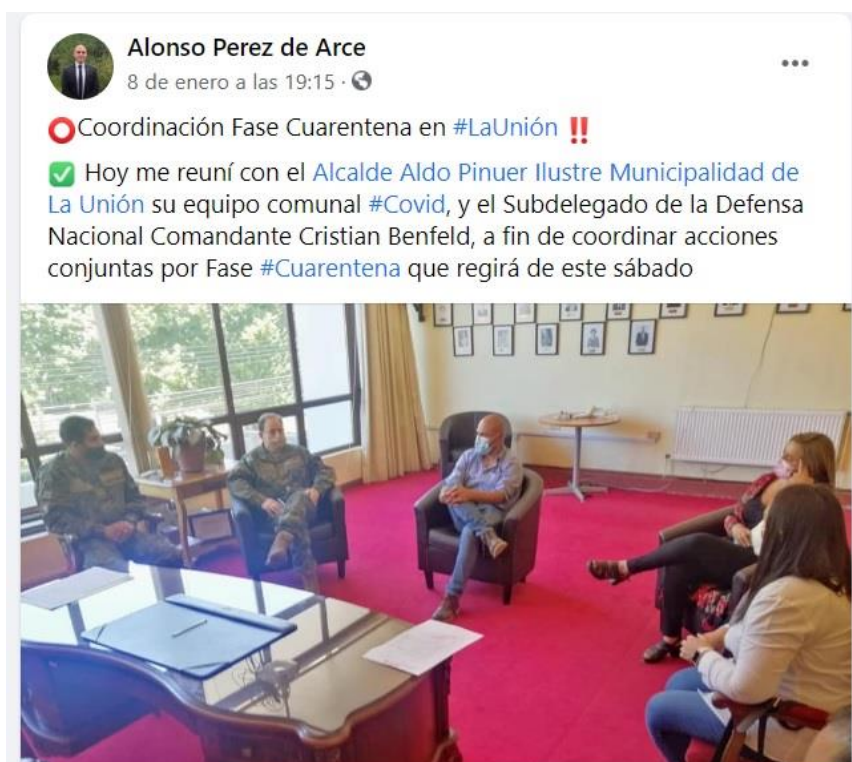 Alonso Perez de Arce
8 de enero a las 19:15 ·
Coordinación Fase Cuarentena en #LaUnión ‼
Hoy me reuní con el Alcalde Aldo Pinuer Ilustre Municipalidad de
La Unión su equipo comunal #Covid, y el Subdelegado de la Defensa
Nacional Comandante Cristian Benfeld, a fin de coordinar acciones
conjuntas por Fase #Cuarentena que regirá de este sábado